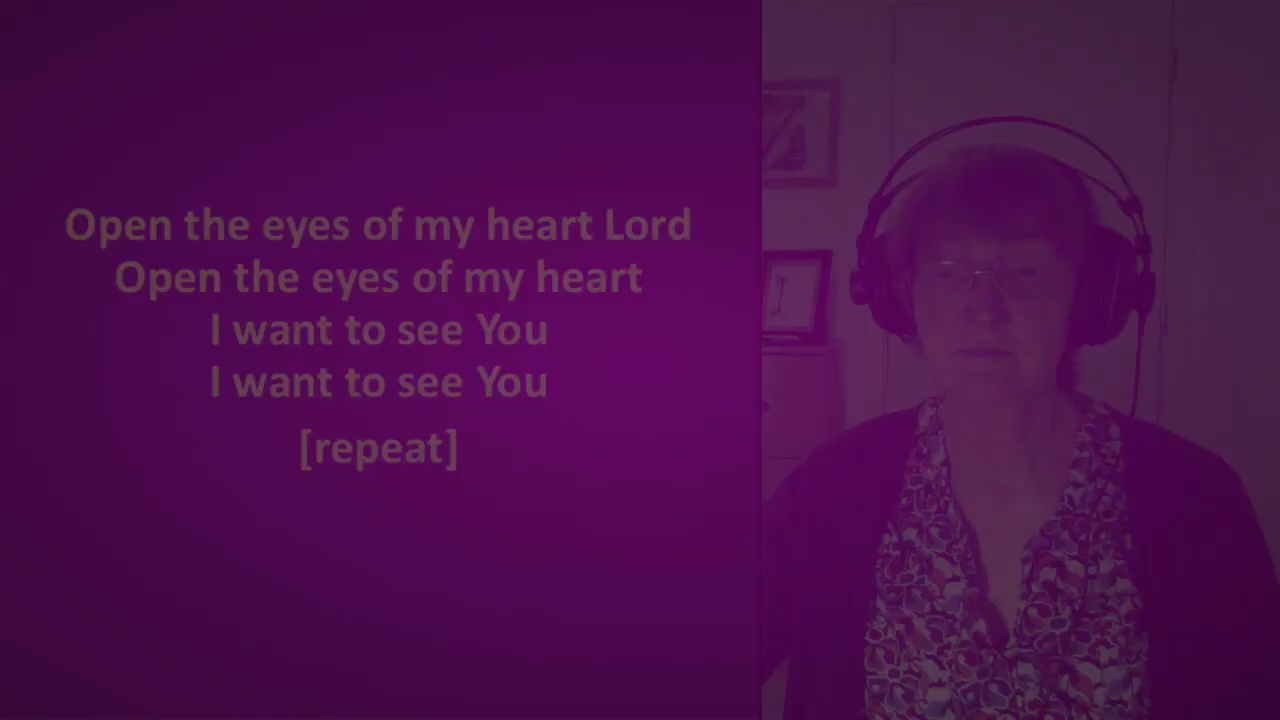 Open the eyes of my heart Lord
Open the eyes of my heart
I want to see You
I want to see You
[repeat]